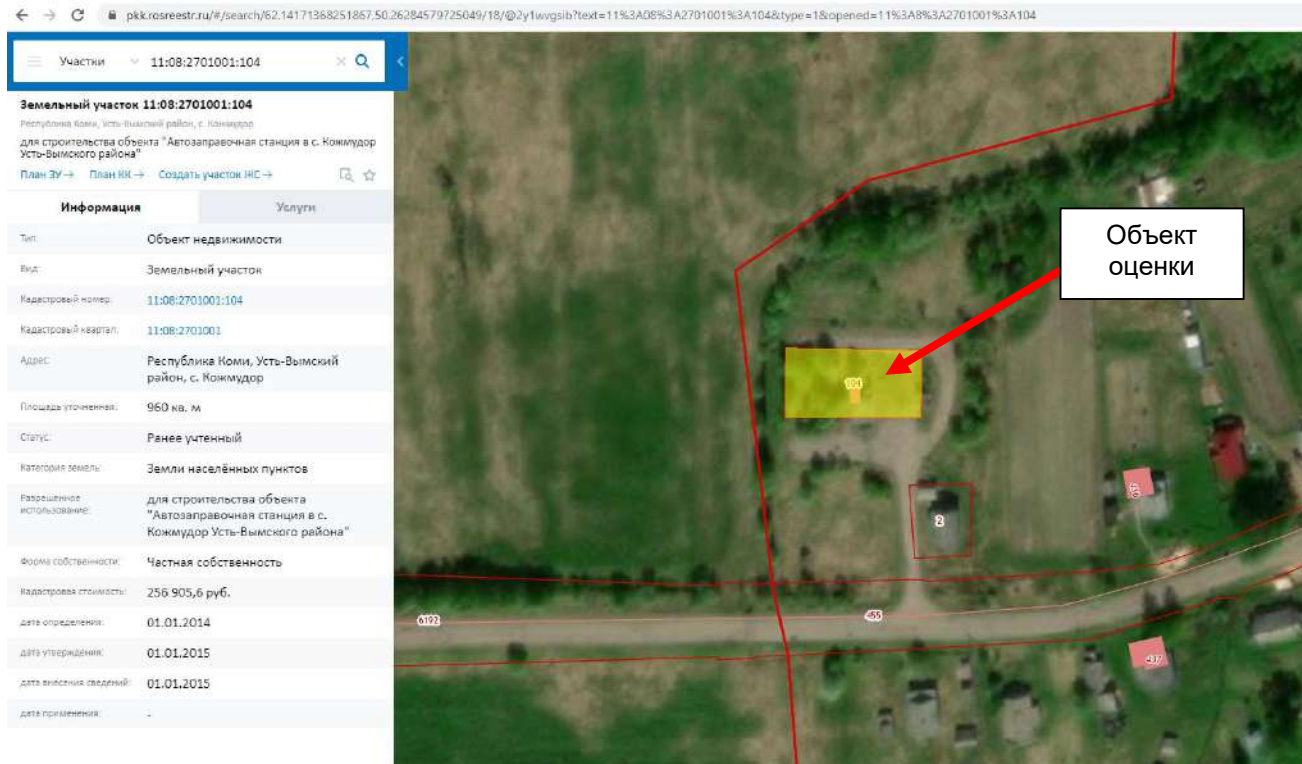 pkk.rosreestr.ru/#/search/62.14171368251867,50.26284579725049/18/@2y1wvgsib?text=11%3A08%3A2701001%3A104&type=1&opened=11%3A8%3A2701001%3A104
Участки 11:08:2701001:104
Земельный участок 11:08:2701001:104
Республика Коми, Усть-Вымский район, с. Кожмудор
для строительства объекта "Автозаправочная станция в с. Кожмудор
Усть-Вымского района"
План ЗУ → План КК → Создать участок ЖС →
Информация Услуги
Тип: Объект недвижимости
Вид: Земельный участок
Кадастровый номер: 11:08:2701001:104
Кадастровый квартал: 11:08:2701001
Адрес: Республика Коми, Усть-Вымский
район, с. Кожмудор
Площадь уточненная: 960 кв. м
Статус: Ранее учтенный
Категория земель: Земли населённых пунктов
Разрешенное
использование:
для строительства объекта
"Автозаправочная станция в с.
Кожмудор Усть-Вымского района"
Форма собственности: Частная собственность
Кадастровая стоимость: 256 905,6 руб.
дата определения: 01.01.2014
дата утверждения: 01.01.2015
дата внесения сведений: 01.01.2015
дата применения: -
Объект
оценки
104
2
6192
455
437